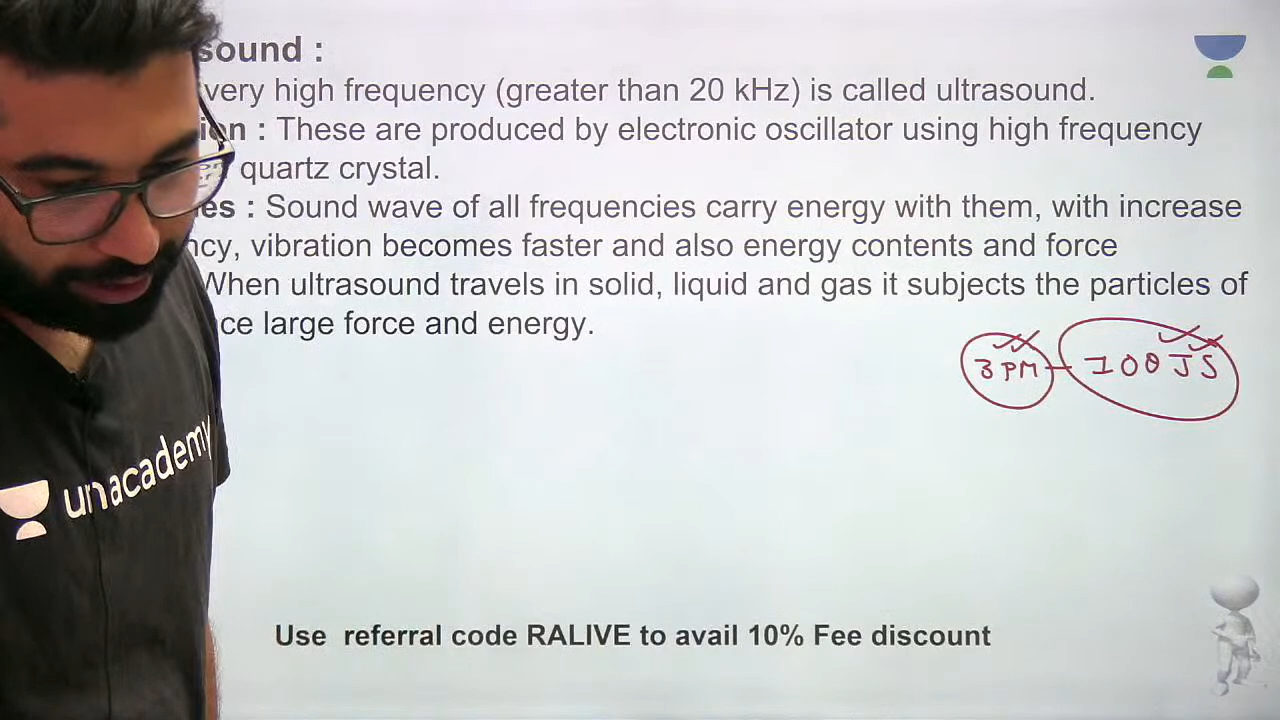 sound :
very high frequency (greater than 20 kHz) is called ultrasound.
ion : These are produced by electronic oscillator using high frequency
quartz crystal.
es : Sound wave of all frequencies carry energy with them, with increase
ncy, vibration becomes faster and also energy contents and force
When ultrasound travels in solid, liquid and gas it subjects the particles of
ce large force and energy.
3 PM - 100 JS
unacademy
Use referral code RALIVE to avail 10% Fee discount